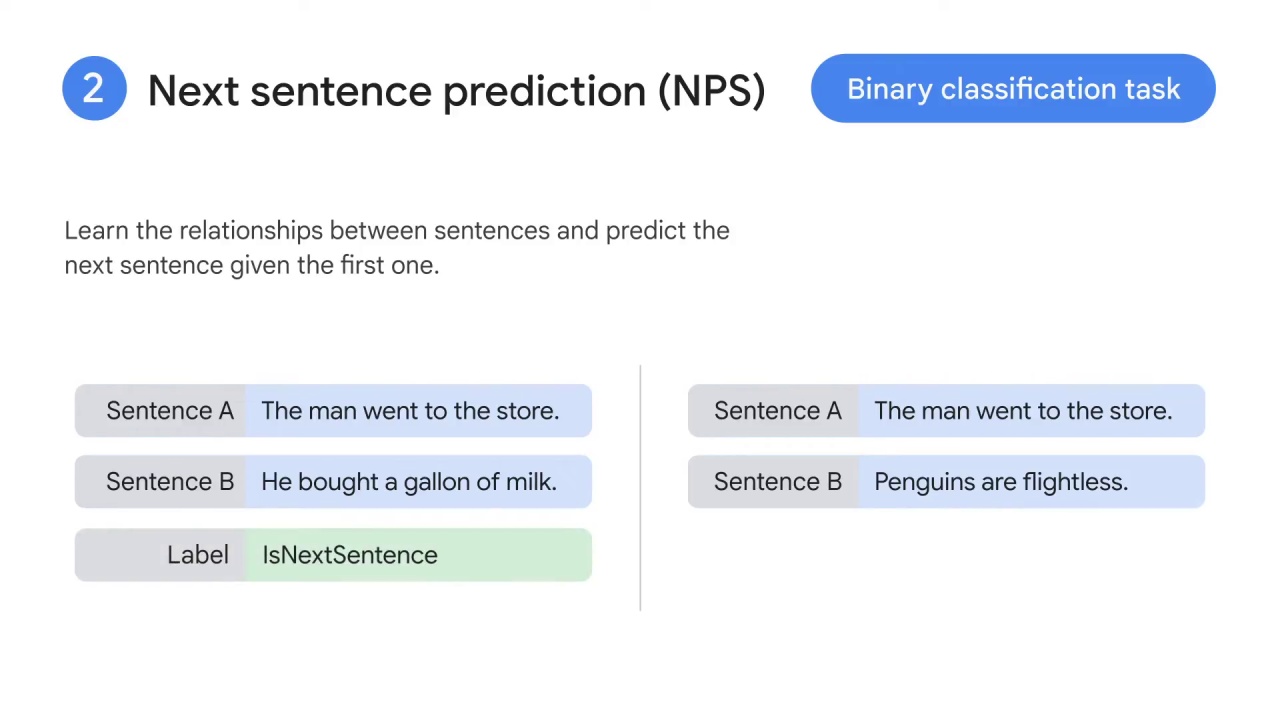 2 Next sentence prediction (NPS) Binary classification task
Learn the relationships between sentences and predict the
next sentence given the first one.
Sentence A The man went to the store.
Sentence B He bought a gallon of milk.
Label IsNextSentence
Sentence A The man went to the store.
Sentence B Penguins are flightless.